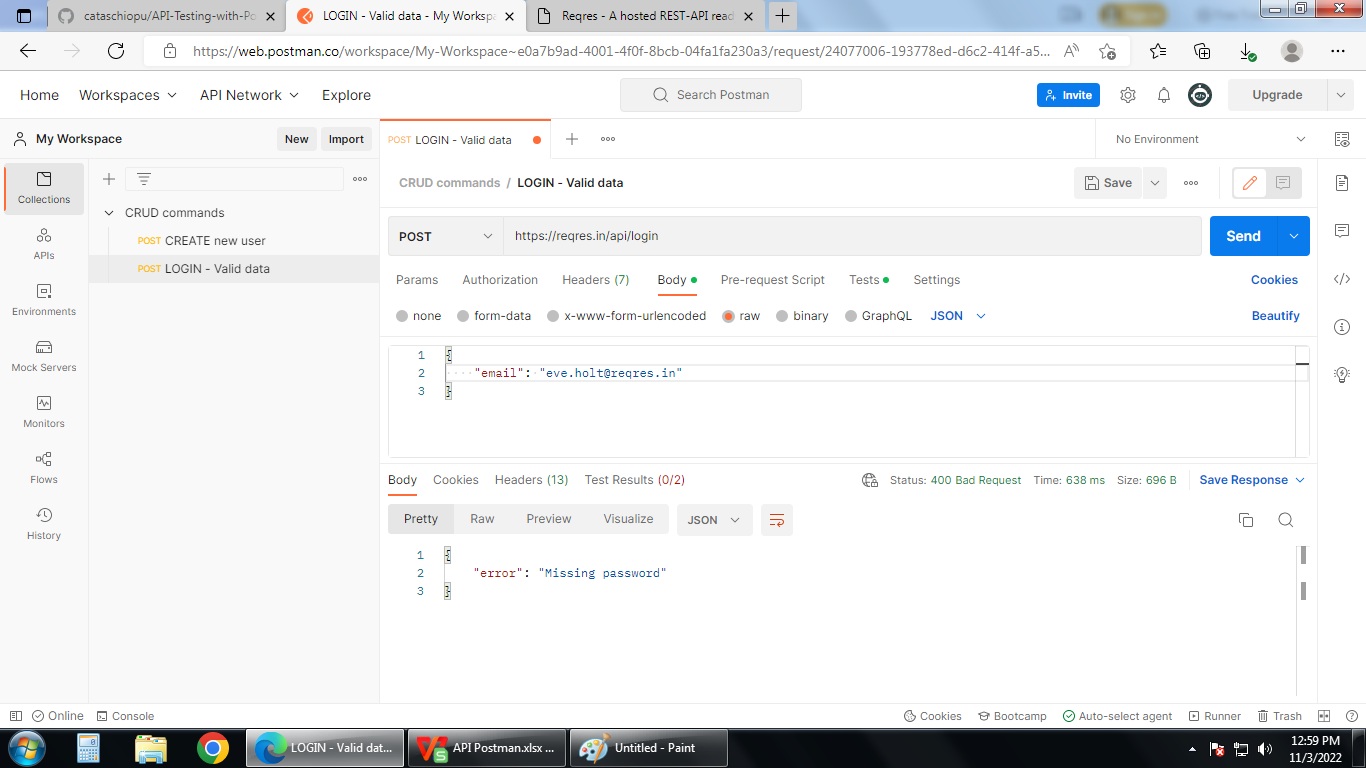 cataschiopu/API-Testing-with-Po
LOGIN - Valid data - My Workspa
Reqres - A hosted REST-API read
https://web.postman.co/workspace/My-Workspace~e0a7b9ad-4001-4f0f-8bcb-04fa1fa230a3/request/24077006-193778ed-d6c2-414f-a5...
Home Workspaces API Network Explore Search Postman Invite Upgrade
My Workspace New Import POST LOGIN - Valid data No Environment
Collections
APIs
Environments
Mock Servers
Monitors
Flows
History
CRUD commands
POST CREATE new user
POST LOGIN - Valid data
CRUD commands / LOGIN - Valid data Save
POST https://reqres.in/api/login Send
Params Authorization Headers (7) Body Pre-request Script Tests Settings Cookies
none form-data x-www-form-urlencoded raw binary GraphQL JSON Beautify
1 {
2 "email": "eve.holt@reqres.in"
3 }
Body Cookies Headers (13) Test Results (0/2) Status: 400 Bad Request Time: 638 ms Size: 696 B Save Response
Pretty Raw Preview Visualize JSON
1 {
2 "error": "Missing password"
3 }
Online Console Cookies Bootcamp Auto-select agent Runner Trash
LOGIN - Valid dat... API Postman.xlsx ... Untitled - Paint 12:59 PM
11/3/2022